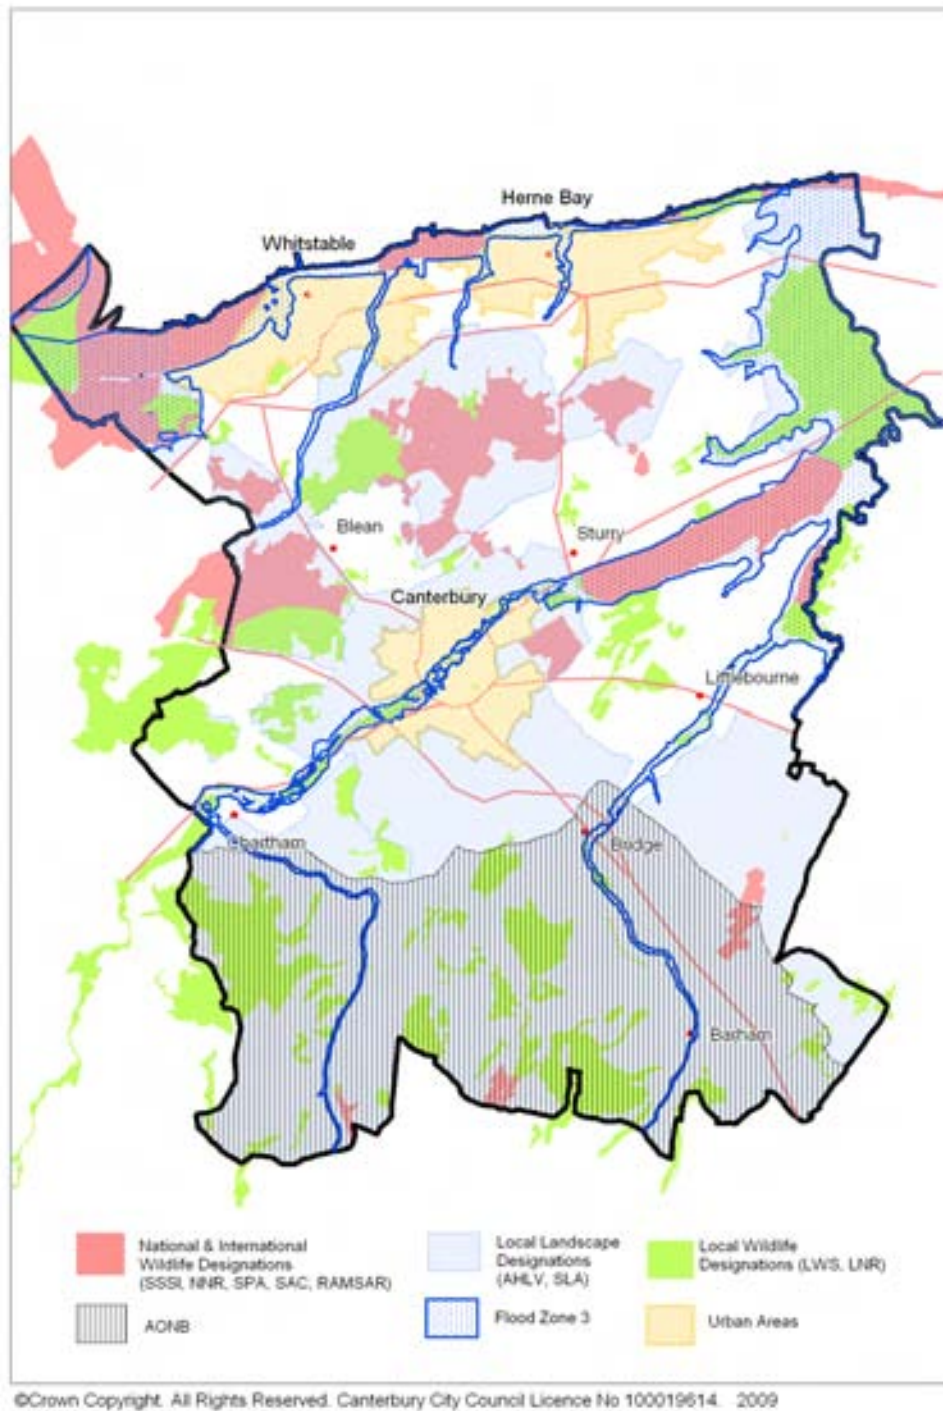 Herne Bay
Whitstable
Blean
Sturry
Canterbury
Littlebourne
Chartham
Bridge
Barham
National & International
Wildlife Designations
(SSSI, NNR, SPA, SAC, RAMSAR)
Local Landscape
Designations
(AHLV, SLA)
Local Wildlife
Designations (LWS, LNR)
AONB
Flood Zone 3
Urban Areas
©Crown Copyright. All Rights Reserved. Canterbury City Council Licence No 100019614. 2009